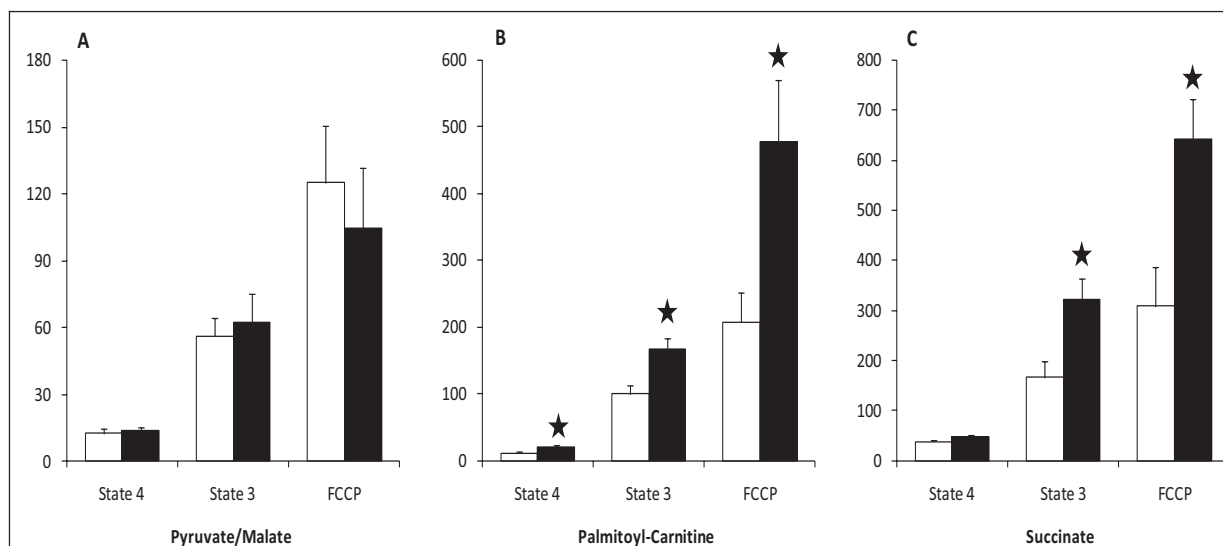 A
180
150
120
90
60
30
0
State 4 State 3 FCCP
Pyruvate/Malate
B
600
500
400
300
200
100
0
State 4 State 3 FCCP
Palmitoyl-Carnitine
C
800
700
600
500
400
300
200
100
0
State 4 State 3 FCCP
Succinate